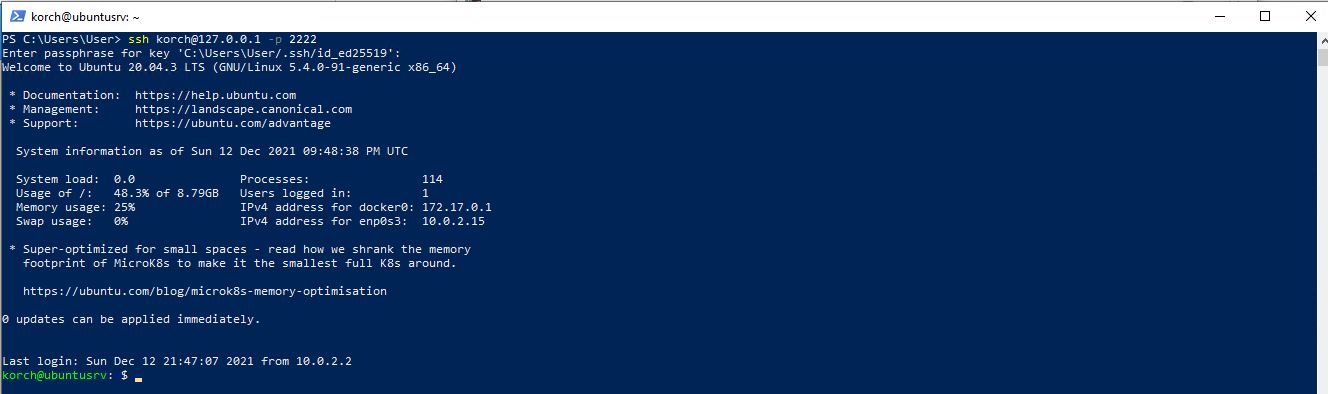 korch@ubuntusrv: ~
PS C:\Users\User> ssh korch@127.0.0.1 -p 2222
Enter passphrase for key 'C:\Users\User/.ssh/id_ed25519':
Welcome to Ubuntu 20.04.3 LTS (GNU/Linux 5.4.0-91-generic x86_64)
* Documentation: https://help.ubuntu.com
* Management: https://landscape.canonical.com
* Support: https://ubuntu.com/advantage
System information as of Sun 12 Dec 2021 09:48:38 PM UTC
System load: 0.0 Processes: 114
Usage of /: 48.3% of 8.79GB Users logged in: 1
Memory usage: 25% IPv4 address for docker0: 172.17.0.1
Swap usage: 0% IPv4 address for enp0s3: 10.0.2.15
* Super-optimized for small spaces - read how we shrank the memory
footprint of MicroK8s to make it the smallest full K8s around.
https://ubuntu.com/blog/microk8s-memory-optimisation
0 updates can be applied immediately.
Last login: Sun Dec 12 21:47:07 2021 from 10.0.2.2
korch@ubuntusrv: $